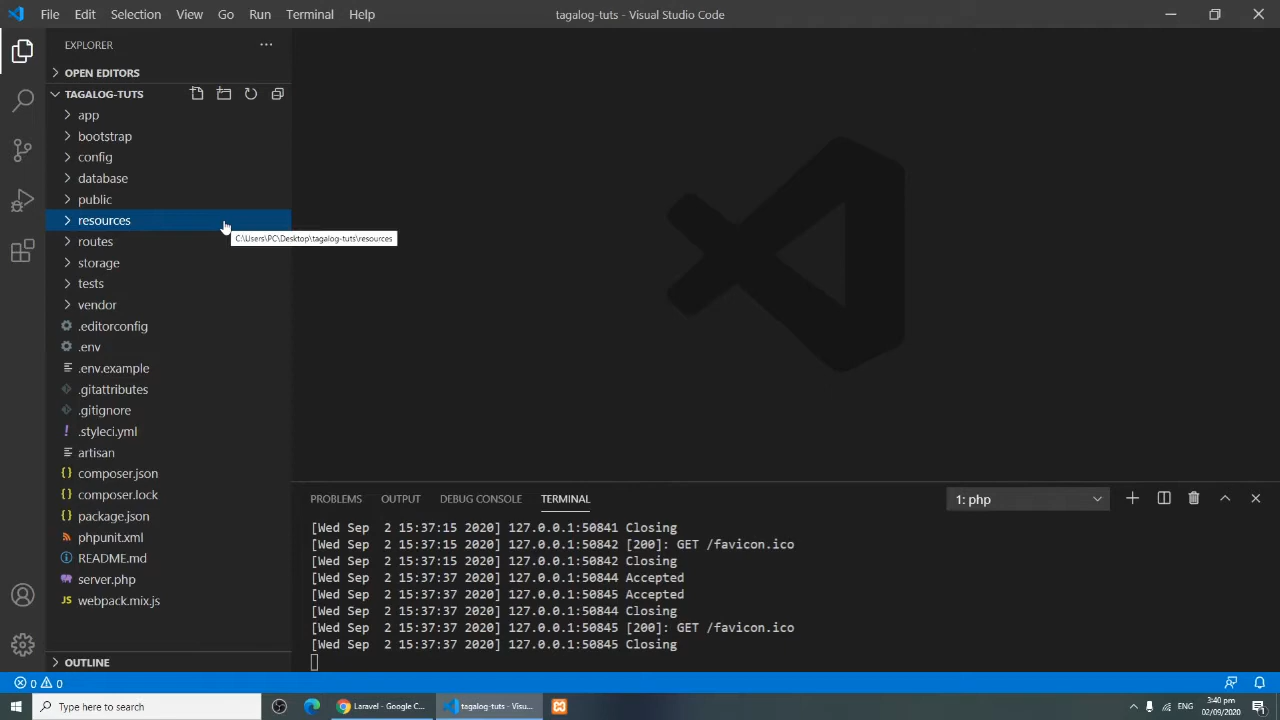 File Edit Selection View Go Run Terminal Help
tagalog-tuts - Visual Studio Code
EXPLORER
OPEN EDITORS
TAGALOG-TUTS
app
bootstrap
config
database
public
resources
C:\Users\PC\Desktop\tagalog-tuts\resources
routes
storage
tests
vendor
.editorconfig
.env
.env.example
.gitattributes
.gitignore
.styleci.yml
artisan
composer.json
composer.lock
package.json
phpunit.xml
README.md
server.php
JS webpack.mix.js
OUTLINE
PROBLEMS OUTPUT DEBUG CONSOLE TERMINAL
1: php
[Wed Sep  2 15:37:15 2020] 127.0.0.1:50841 Closing
[Wed Sep  2 15:37:15 2020] 127.0.0.1:50842 [200]: GET /favicon.ico
[Wed Sep  2 15:37:15 2020] 127.0.0.1:50842 Closing
[Wed Sep  2 15:37:37 2020] 127.0.0.1:50844 Accepted
[Wed Sep  2 15:37:37 2020] 127.0.0.1:50845 Accepted
[Wed Sep  2 15:37:37 2020] 127.0.0.1:50844 Closing
[Wed Sep  2 15:37:37 2020] 127.0.0.1:50845 [200]: GET /favicon.ico
[Wed Sep  2 15:37:37 2020] 127.0.0.1:50845 Closing
0 0
Type here to search
Laravel - Google C...
tagalog-tuts - Visu...
ENG
3:40 pm
02/09/2020